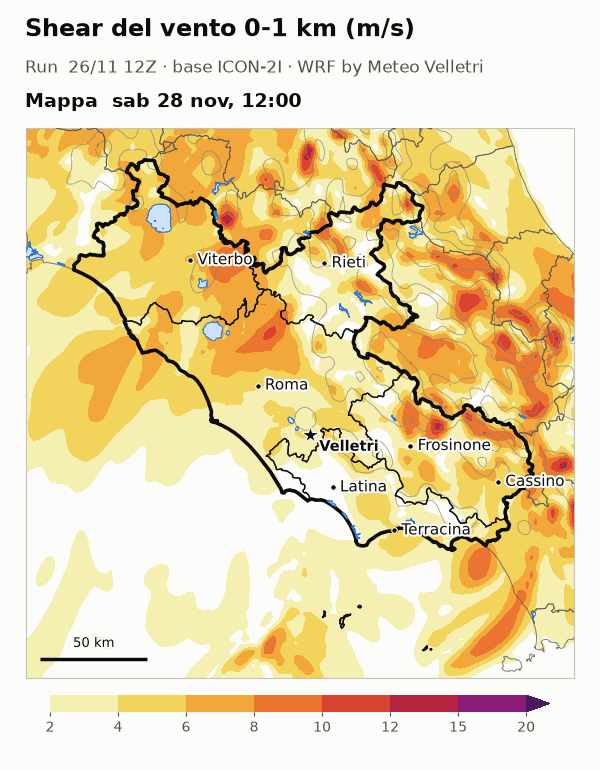 Shear del vento 0-1 km (m/s)
Run  26/11 12Z · base ICON-2I · WRF by Meteo Velletri
Mappa  sab 28 nov, 12:00
Viterbo
Rieti
Roma
Velletri
Frosinone
Latina
Cassino
Terracina
50 km
2 4 6 8 10 12 15 20